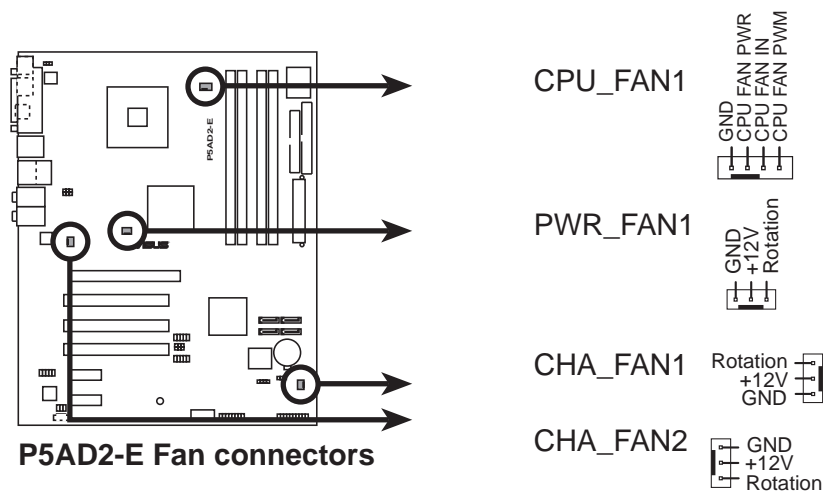 P5AD2-E
ASUS
CPU_FAN1
GND
CPU FAN PWR
CPU FAN IN
CPU FAN PWM
PWR_FAN1
GND
+12V
Rotation
CHA_FAN1
Rotation
+12V
GND
CHA_FAN2
GND
+12V
Rotation
P5AD2-E Fan connectors